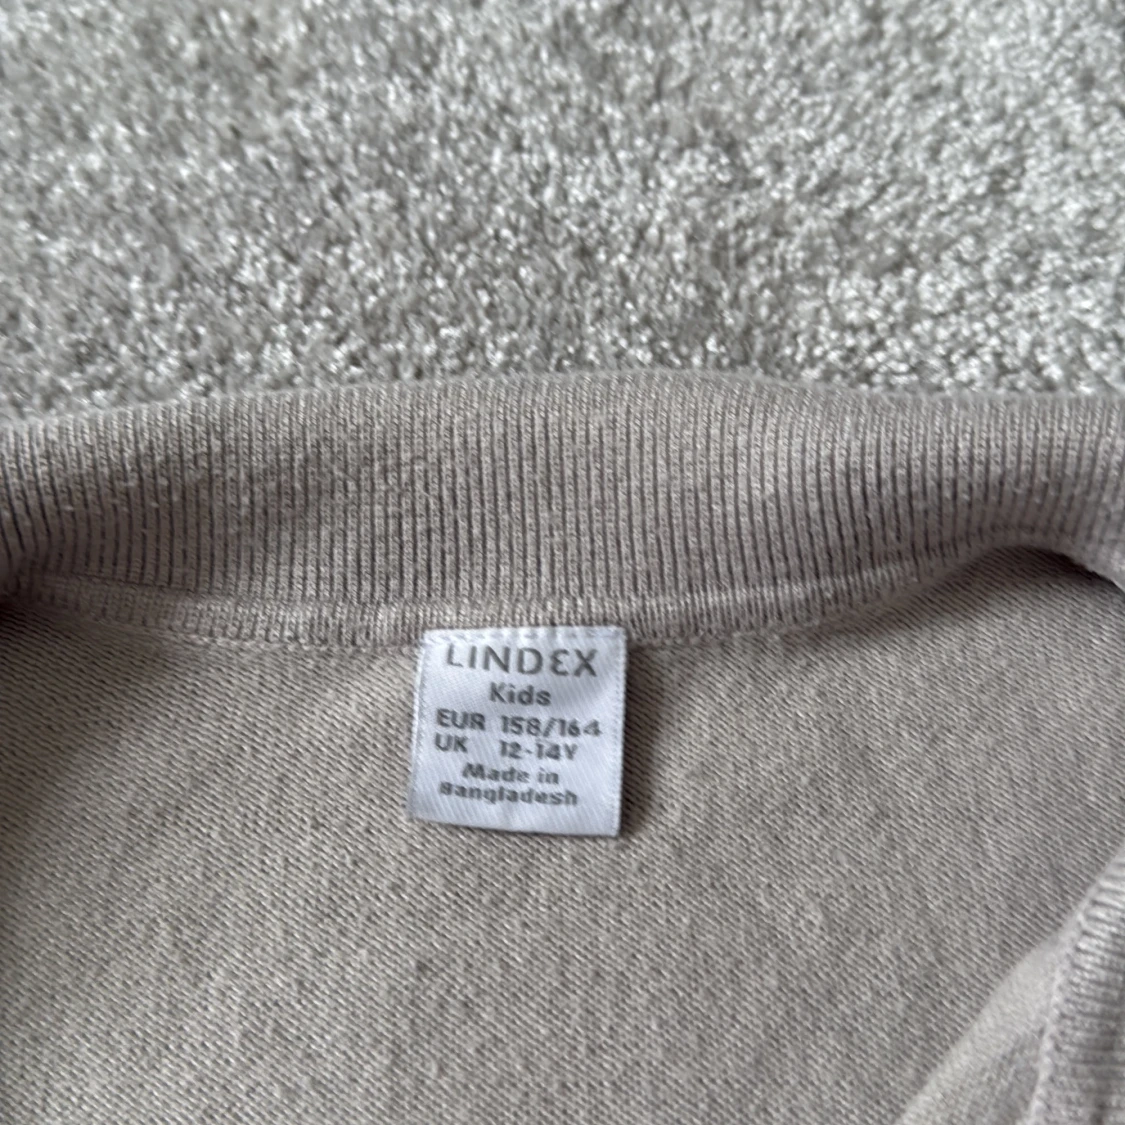 LINDEX
Kids
EUR 158/164
UK 12-14Y
Made in
Bangladesh